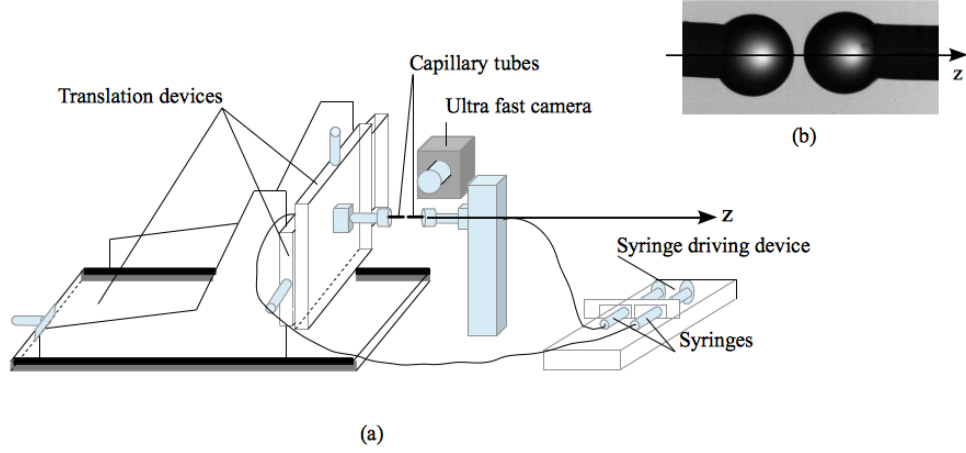 Capillary tubes
Translation devices
Ultra fast camera
z
(b)
z
Syringe driving device
Syringes
(a)